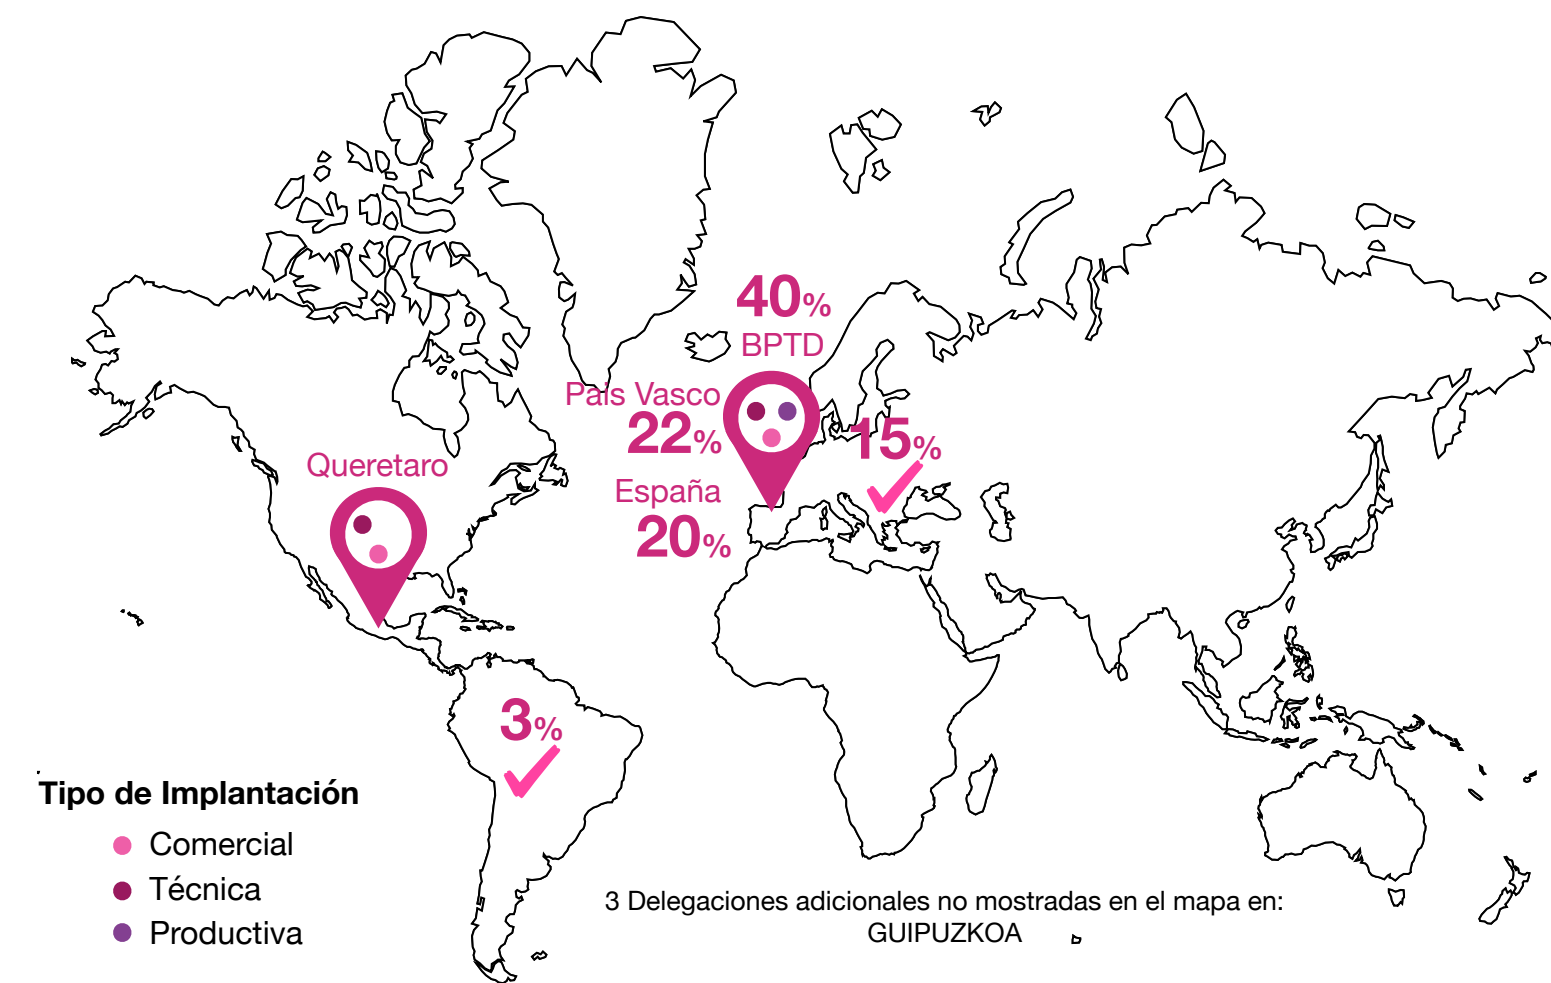 40%
BPTD
País Vasco
22%
15%
Queretaro
España
20%
3%
Tipo de Implantación
Comercial
Técnica
Productiva
3 Delegaciones adicionales no mostradas en el mapa en:
GUIPUZKOA